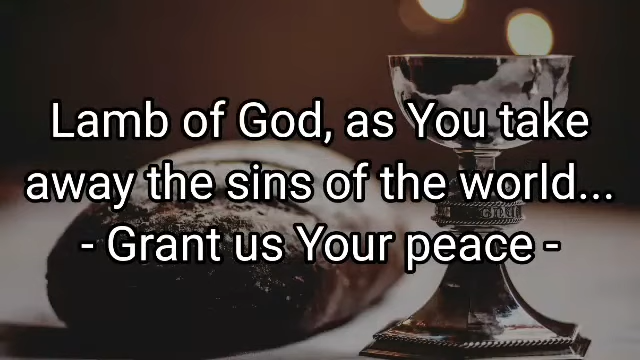 Lamb of God, as You take
away the sins of the world...
- Grant us Your peace -